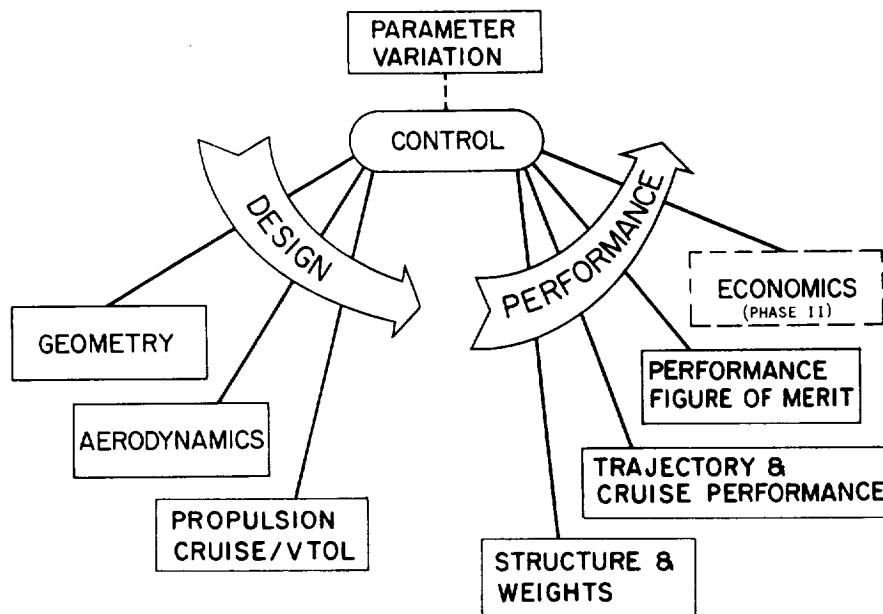 PARAMETER
VARIATION
CONTROL
DESIGN
PERFORMANCE
GEOMETRY
AERODYNAMICS
PROPULSION
CRUISE/VTOL
STRUCTURE &
WEIGHTS
TRAJECTORY &
CRUISE PERFORMANCE
PERFORMANCE
FIGURE OF MERIT
ECONOMICS
(PHASE II)